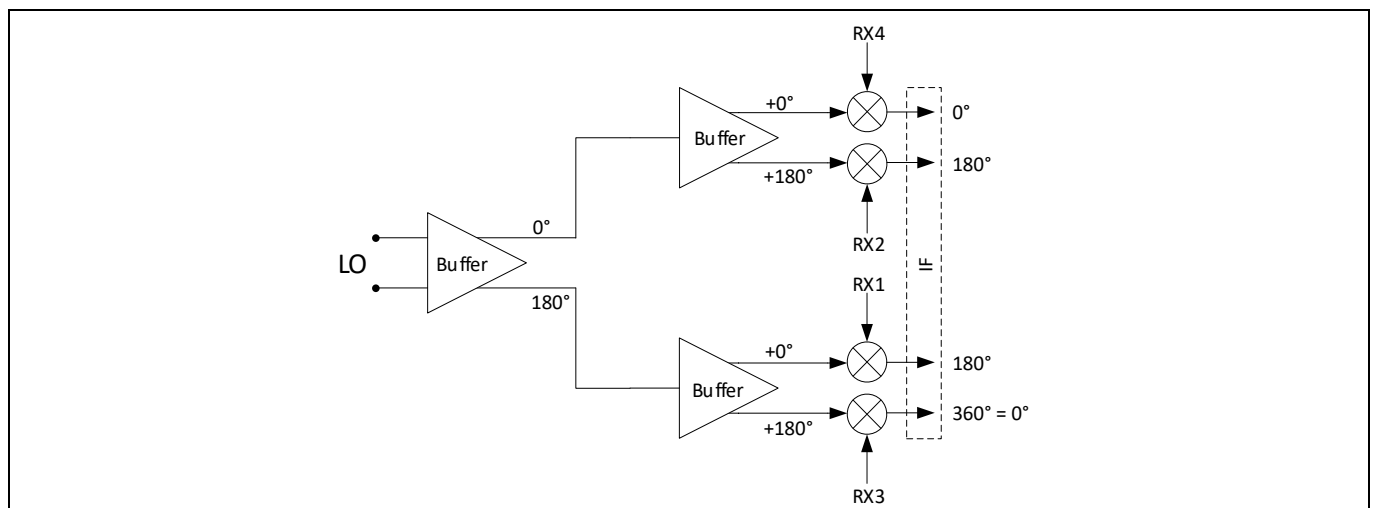 RX4
+0°
0°
Buffer
180°
+180°
0°
RX2
LO
Buffer
IF
RX1
180°
+0°
180°
Buffer
360° = 0°
+180°
RX3